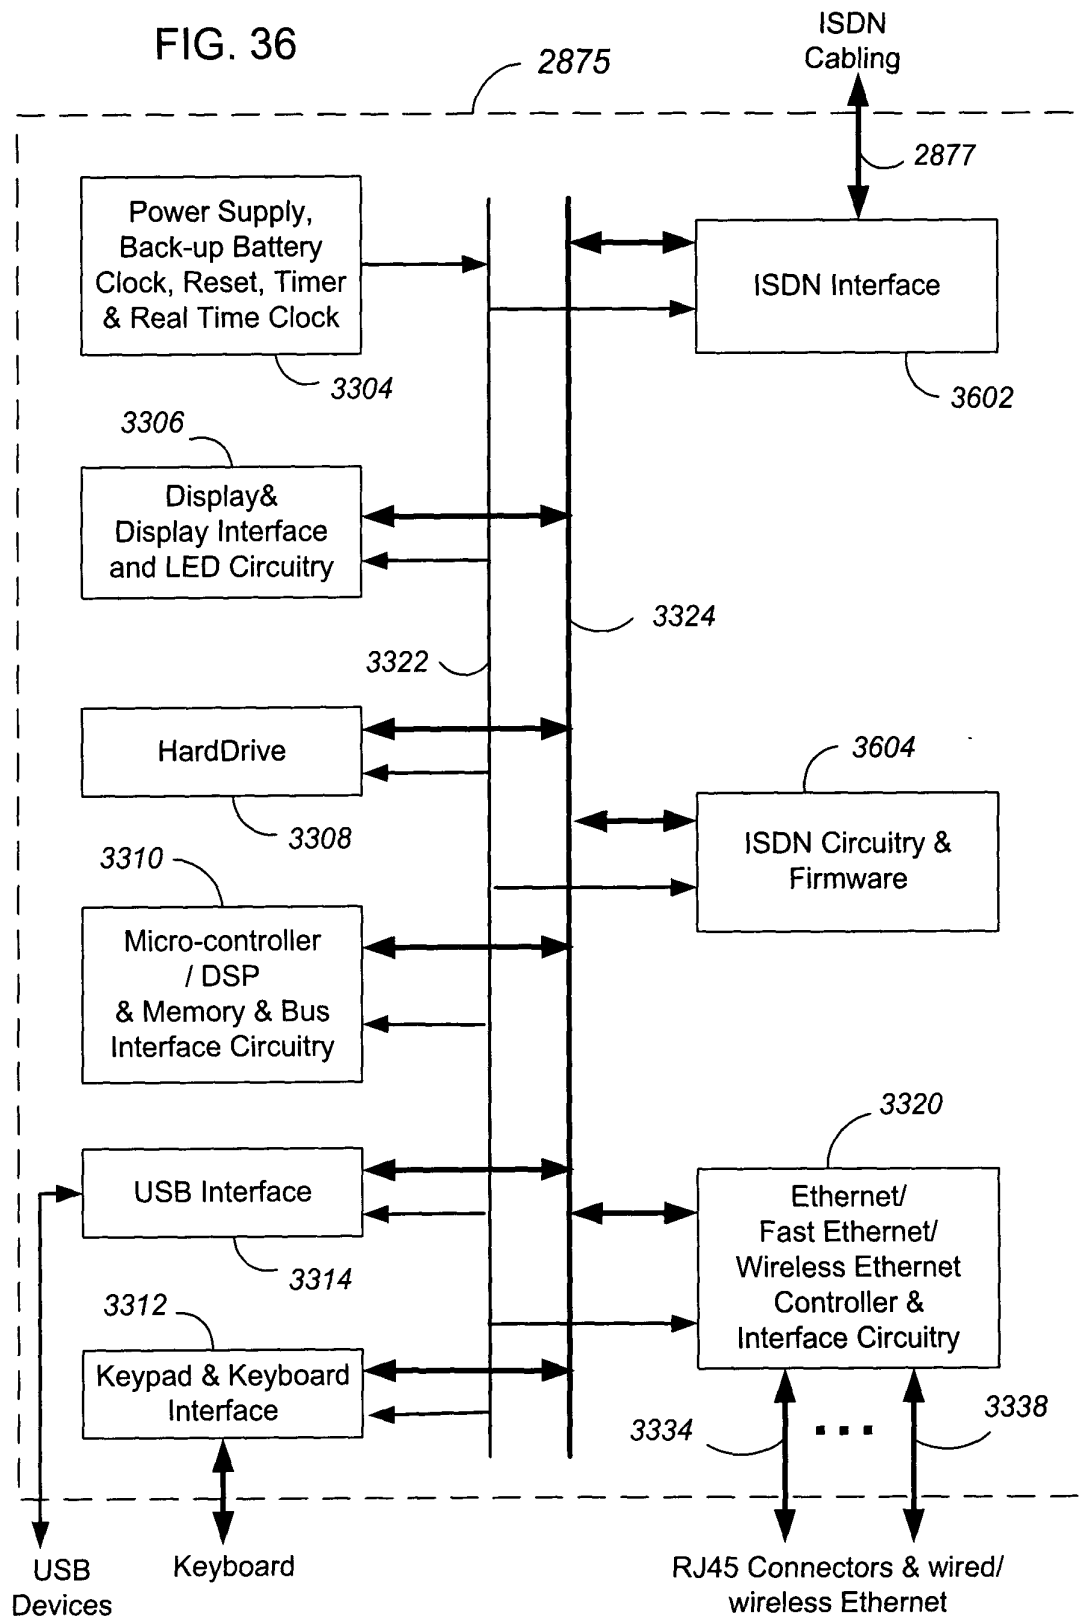 FIG. 36
ISDN
Cabling
2875
2877
Power Supply,
Back-up Battery
Clock, Reset, Timer
& Real Time Clock
3304
ISDN Interface
3602
3306
Display&
Display Interface
and LED Circuitry
3324
3322
HardDrive
3308
3604
ISDN Circuitry &
Firmware
3310
Micro-controller
/ DSP
& Memory & Bus
Interface Circuitry
3320
USB Interface
3314
Ethernet/
Fast Ethernet/
Wireless Ethernet
Controller &
Interface Circuitry
3312
Keypad & Keyboard
Interface
3334
3338
USB
Devices
Keyboard
RJ45 Connectors & wired/
wireless Ethernet